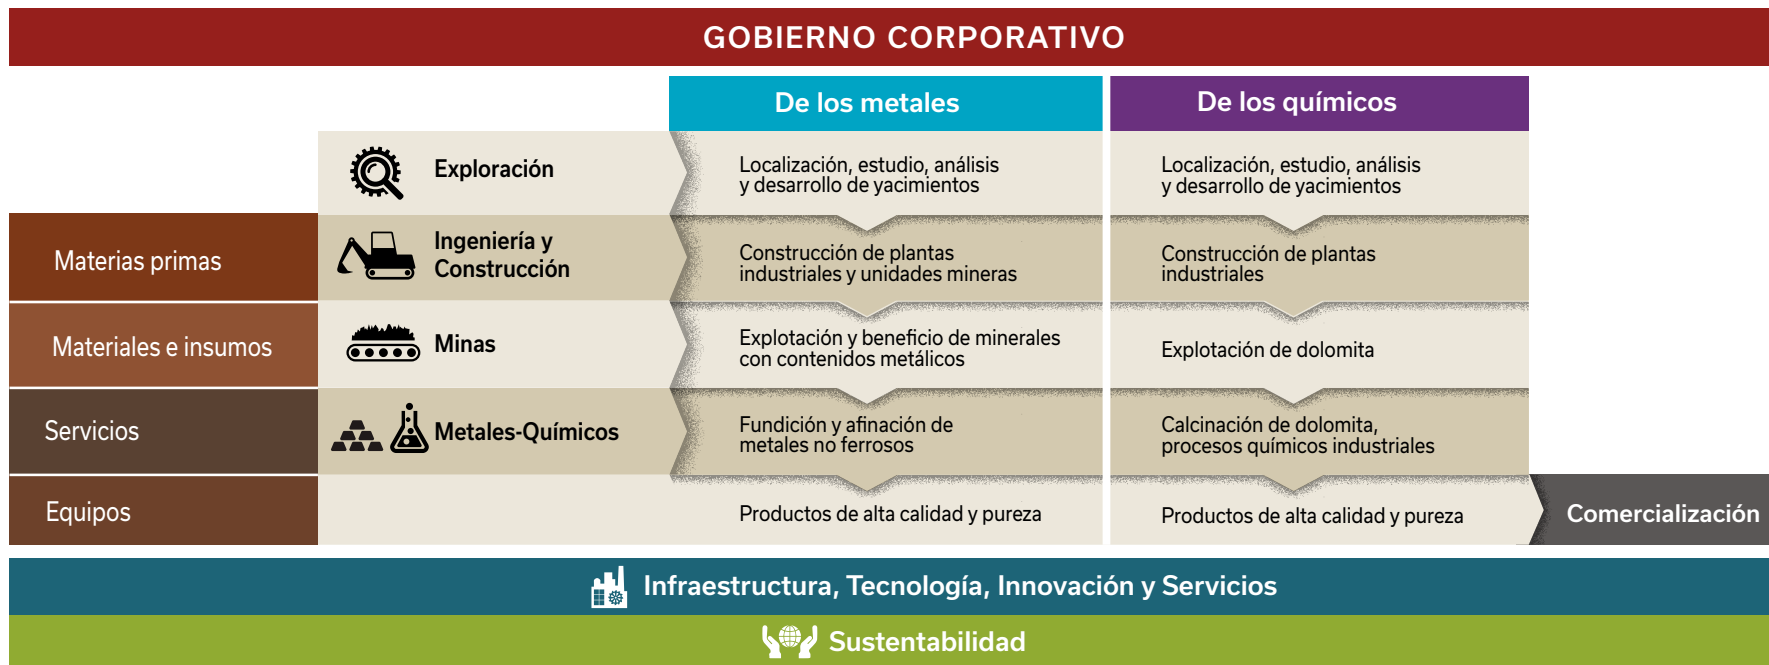 GOBIERNO CORPORATIVO
De los metales
De los químicos
Exploración
Localización, estudio, análisis
y desarrollo de yacimientos
Localización, estudio, análisis
y desarrollo de yacimientos
Materias primas
Ingeniería y
Construcción
Construcción de plantas
industriales y unidades mineras
Construcción de plantas
industriales
Materiales e insumos
Minas
Explotación y beneficio de minerales
con contenidos metálicos
Explotación de dolomita
Servicios
Metales-Químicos
Fundición y afinación de
metales no ferrosos
Calcinación de dolomita,
procesos químicos industriales
Equipos
Productos de alta calidad y pureza
Productos de alta calidad y pureza
Comercialización
Infraestructura, Tecnología, Innovación y Servicios
Sustentabilidad